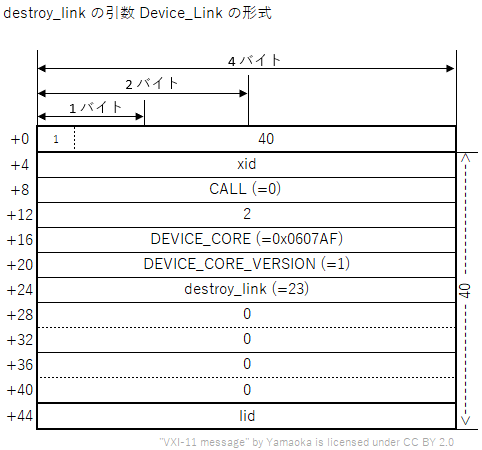 destroy_link の引数 Device_Link の形式
4 バイト
2 バイト
1 バイト
+0 1 40
+4 xid
+8 CALL (=0)
+12 2
+16 DEVICE_CORE (=0x0607AF)
+20 DEVICE_CORE_VERSION (=1)
+24 destroy_link (=23)
+28 0
+32 0
+36 0
+40 0
+44 lid
40
"VXI-11 message" by Yamaoka is licensed under CC BY 2.0